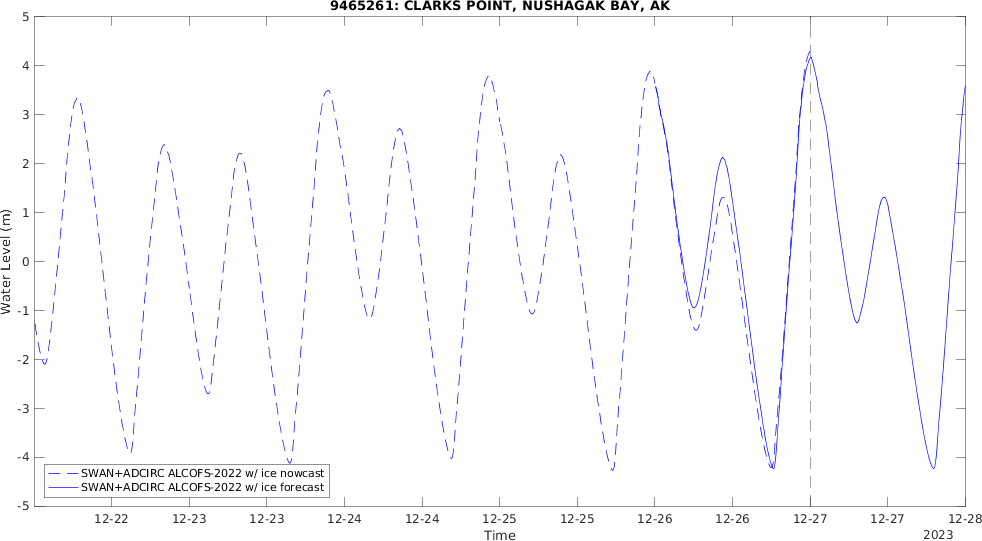 9465261: CLARKS POINT, NUSHAGAK BAY, AK
Water Level (m)
5
4
3
2
1
0
-1
-2
-3
-4
-5
SWAN+ADCIRC ALCOFS-2022 w/ ice nowcast
SWAN+ADCIRC ALCOFS-2022 w/ ice forecast
12-22 12-23 12-23 12-24 12-24 12-25 12-25 12-26 12-26 12-27 12-27 12-28
Time
2023